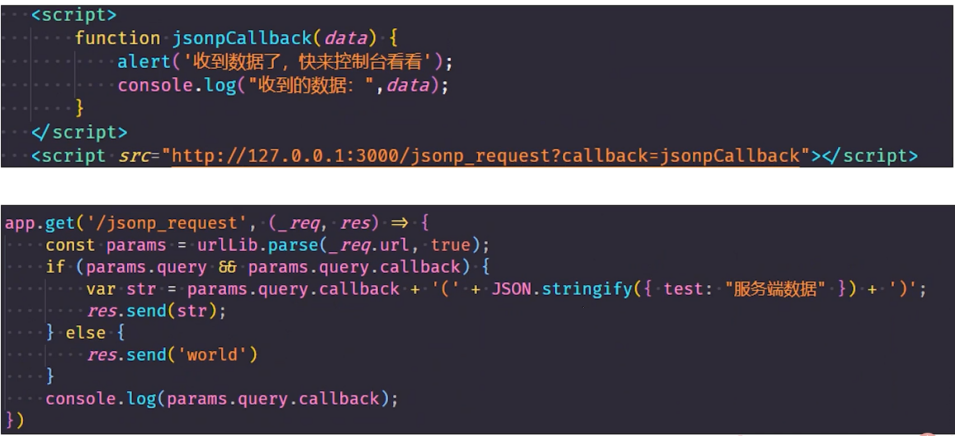 <script>
function jsonpCallback(data) {
alert('收到数据了，快来控制台看看');
console.log("收到的数据：",data);
}
</script>
<script src="http://127.0.0.1:3000/jsonp_request?callback=jsonpCallback"></script>
app.get('/jsonp_request', (_req, res) => {
const params = urlLib.parse(_req.url, true);
if (params.query && params.query.callback) {
var str = params.query.callback + '(' + JSON.stringify({ test: "服务端数据" }) + ')';
res.send(str);
} else {
res.send('world')
}
console.log(params.query.callback);
})